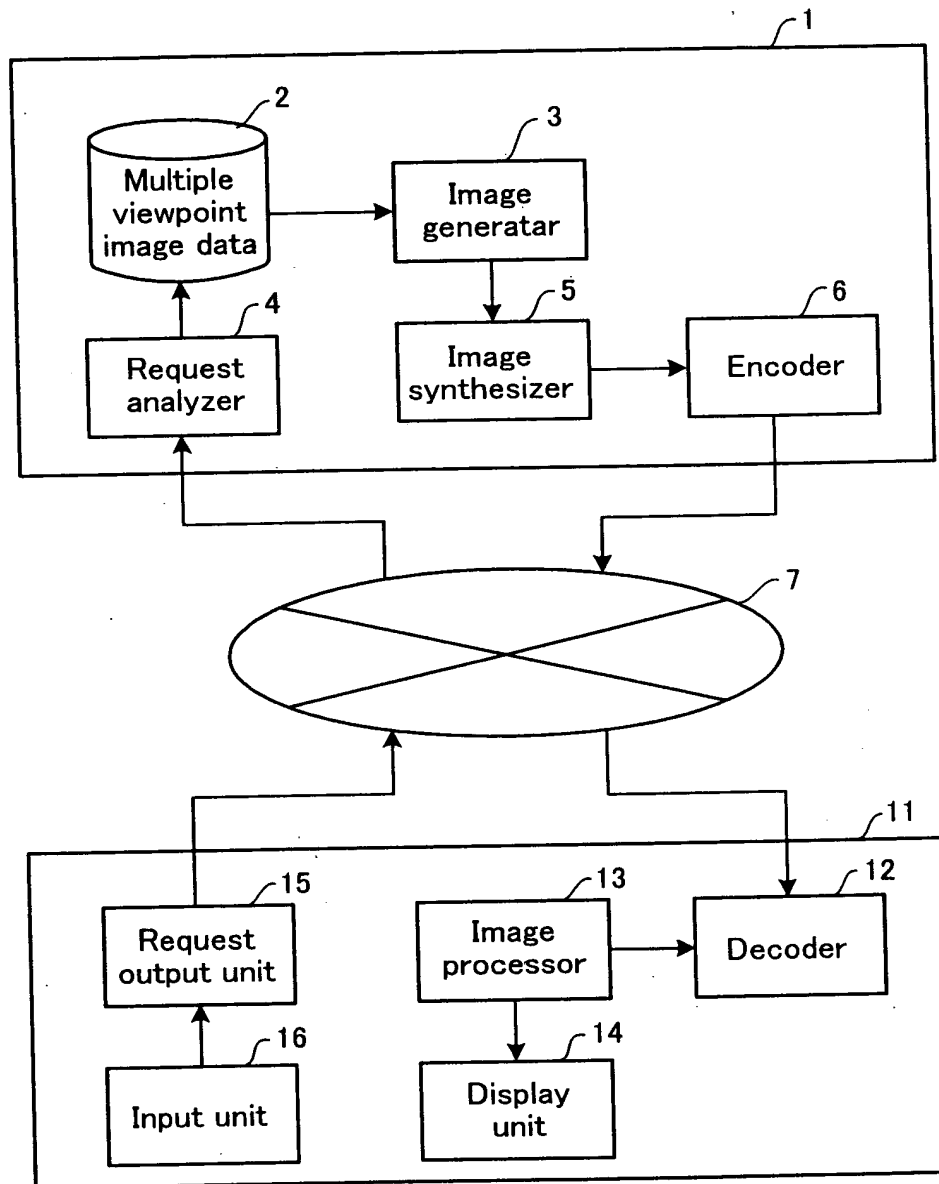 1
2
Multiple
viewpoint
image data
3
Image
generatar
4
Request
analyzer
5
Image
synthesizer
6
Encoder
7
11
15
Request
output unit
13
Image
processor
12
Decoder
16
Input unit
14
Display
unit